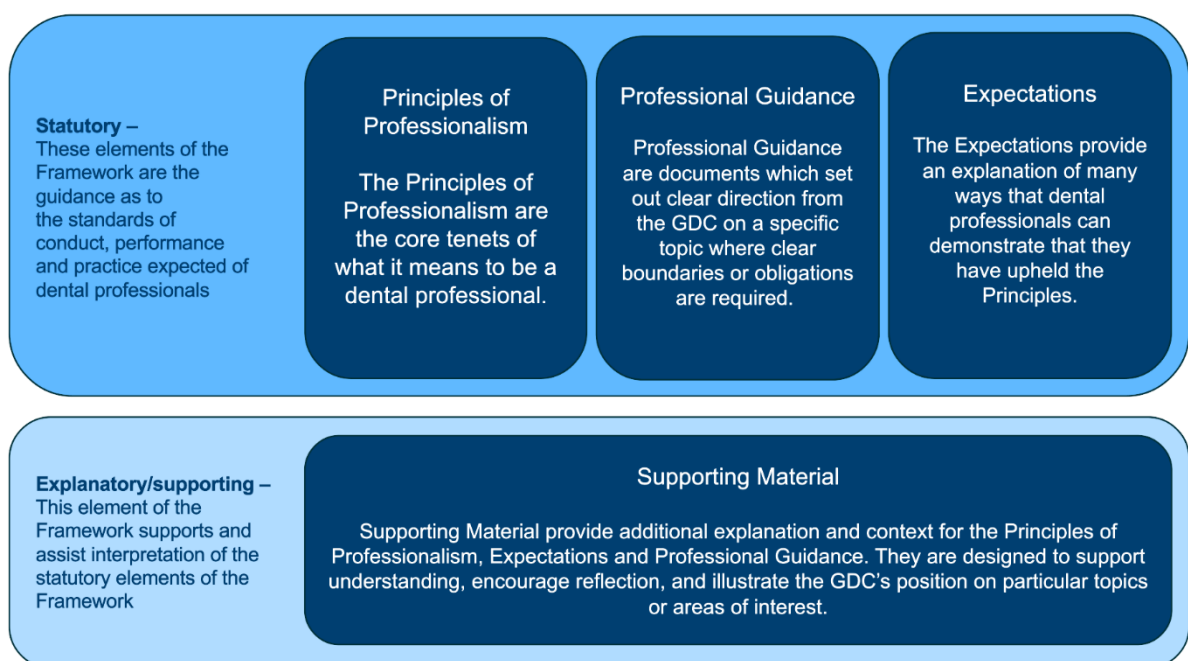 Statutory –
These elements of the
Framework are the
guidance as to
the standards of
conduct, performance
and practice expected of
dental professionals
Principles of
Professionalism
The Principles of
Professionalism are
the core tenets of
what it means to be a
dental professional.
Professional Guidance
Professional Guidance
are documents which set
out clear direction from
the GDC on a specific
topic where clear
boundaries or obligations
are required.
Expectations
The Expectations provide
an explanation of many
ways that dental
professionals can
demonstrate that they
have upheld the
Principles.
Explanatory/supporting –
This element of the
Framework supports and
assist interpretation of the
statutory elements of the
Framework
Supporting Material
Supporting Material provide additional explanation and context for the Principles of
Professionalism, Expectations and Professional Guidance. They are designed to support
understanding, encourage reflection, and illustrate the GDC’s position on particular topics
or areas of interest.